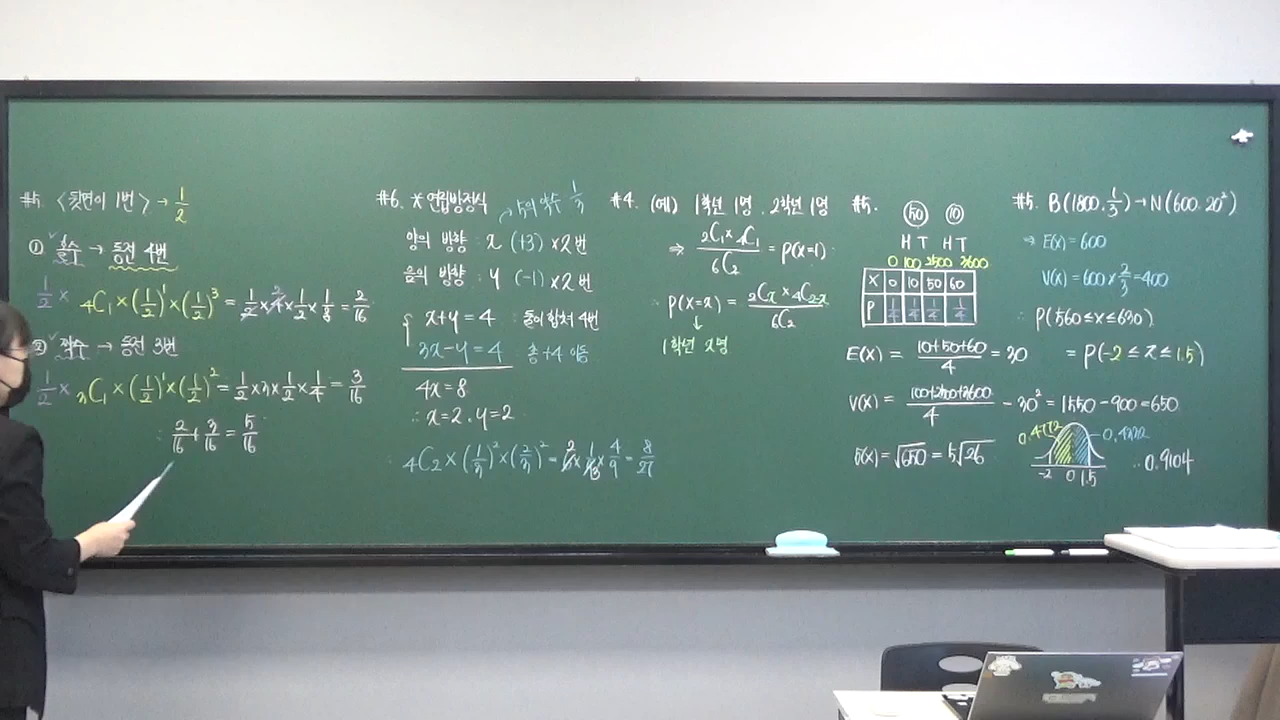 #5. <뒷면이 1번> → 1/2
① 홀수 → 동전 4번
1/2 × ₄C₁ × (1/2)¹ × (1/2)³ = 1/2 × 4 × 1/2 × 1/8 = 2/16
② 짝수 → 동전 3번
1/2 × ₃C₁ × (1/2)¹ × (1/2)² = 1/2 × 3 × 1/2 × 1/4 = 3/16
∴ 2/16 + 3/16 = 5/16
#6. * 연립방정식
→ 5의 약수 1/3
양의 방향 : x (+3) × 2번
음의 방향 : y (-1) × 2번
x+y=4 : 둘이 합쳐 4번
3x-y=4 총 +4 이동
4x=8
∴ x=2, y=2
∴ ₄C₂ × (1/3)² × (2/3)² = 6 × 1/9 × 4/9 = 8/27
#4. (예) 1학년 1명, 2학년 1명
⇒ ₂C₁ × ₄C₁ / ₆C₂ = P(X=1)
∴ P(X=x) = ₂Cx × ₄C₂₋x / ₆C₂
↓
1학년 x명
#5. 50 10
H T H T
0 100 2500 3600
X 0 10 50 60
P 1/4 1/4 1/4 1/4
E(X) = 10+50+60 / 4 = 30
V(X) = 100+2500+3600 / 4 - 30² = 1550-900=650
σ(X) = √650 = 5√26
#5. B(1800, 1/3) → N(600, 20²)
⇒ E(X) = 600
V(X) = 600 × 2/3 = 400
∴ P(560≤x≤630)
= P(-2 ≤ z ≤ 1.5)
0.4772 0.4332
-2 0 1.5
∴ 0.9104